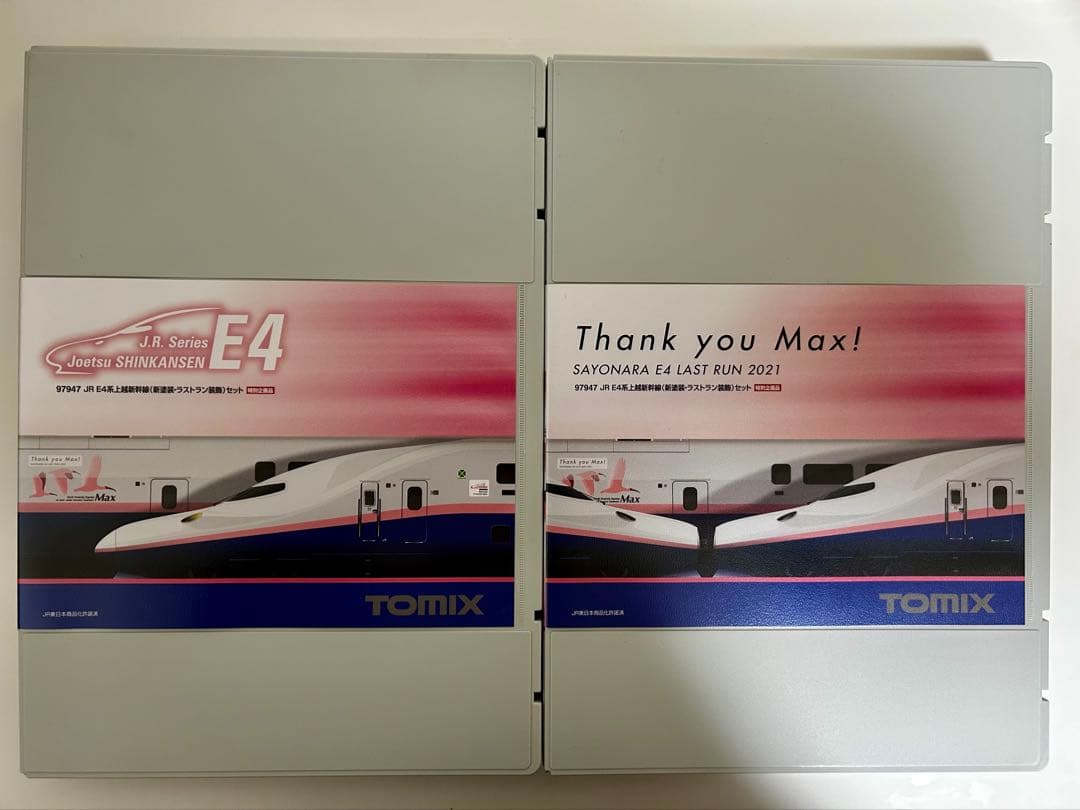 J.R. Series
Joetsu SHINKANSEN
E4
97947 JR E4系上越新幹線(新塗装・ラストラン装飾)セット 特別企画品
Thank you Max!
Max
JR東日本商品化許諾済
TOMIX
Thank you Max!
SAYONARA E4 LAST RUN 2021
97947 JR E4系上越新幹線(新塗装・ラストラン装飾)セット 特別企画品
Thank you Max!
Max
JR東日本商品化許諾済
TOMIX